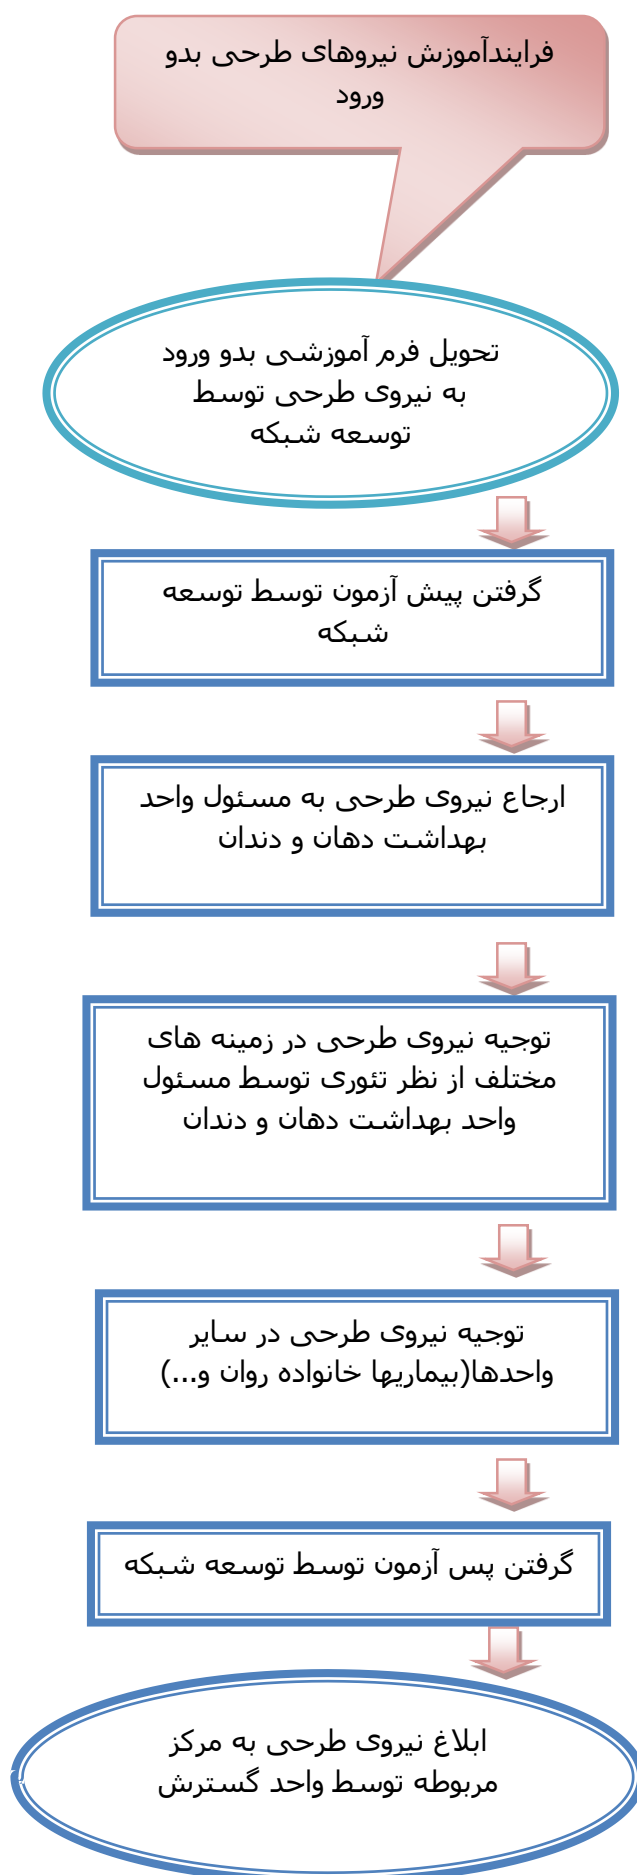 فرایندآموزش نیروهای طرحی بدو
ورود
تحویل فرم آموزشی بدو ورود
به نیروی طرحی توسط
توسعه شبکه
گرفتن پیش آزمون توسط توسعه
شبکه
ارجاع نیروی طرحی به مسئول واحد
بهداشت دهان و دندان
توجیه نیروی طرحی در زمینه های
مختلف از نظر تئوری توسط مسئول
واحد بهداشت دهان و دندان
توجیه نیروی طرحی در سایر
واحدها(بیماریها خانواده روان و...)
گرفتن پس آزمون توسط توسعه شبکه
ابلاغ نیروی طرحی به مرکز
مربوطه توسط واحد گسترش